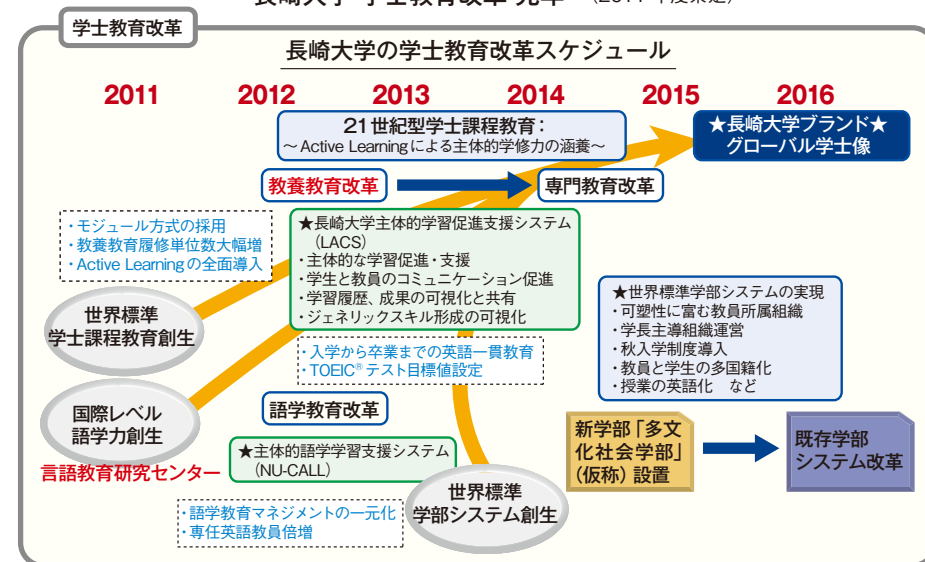 長崎大学 学士教育改革 完革 (2011年度策定)
学士教育改革
長崎大学の学士教育改革スケジュール
2011 2012 2013 2014 2015 2016
21世紀型学士課程教育：
～Active Learningによる主体的学修力の涵養～
★長崎大学ブランド★
グローバル学士像
教養教育改革
専門教育改革
・モジュール方式の採用
・教養教育履修単位数大幅増
・Active Learningの全面導入
★長崎大学主体的学習促進支援システム
(LACS)
・主体的な学習促進・支援
・学生と教員のコミュニケーション促進
・学習履歴、成果の可視化と共有
・ジェネリックスキル形成の可視化
世界標準
学士課程教育創生
★世界標準学部システムの実現
・可塑性に富む教員所属組織
・学長主導組織運営
・秋入学制度導入
・教員と学生の多国籍化
・授業の英語化　など
・入学から卒業までの英語一貫教育
・TOEIC®テスト目標値設定
国際レベル
語学力創生
言語教育研究センター
語学教育改革
★主体的語学学習支援システム
(NU-CALL)
・語学教育マネジメントの一元化
・専任英語教員倍増
世界標準
学部システム創生
新学部「多文
化社会学部」
(仮称) 設置
既存学部
システム改革